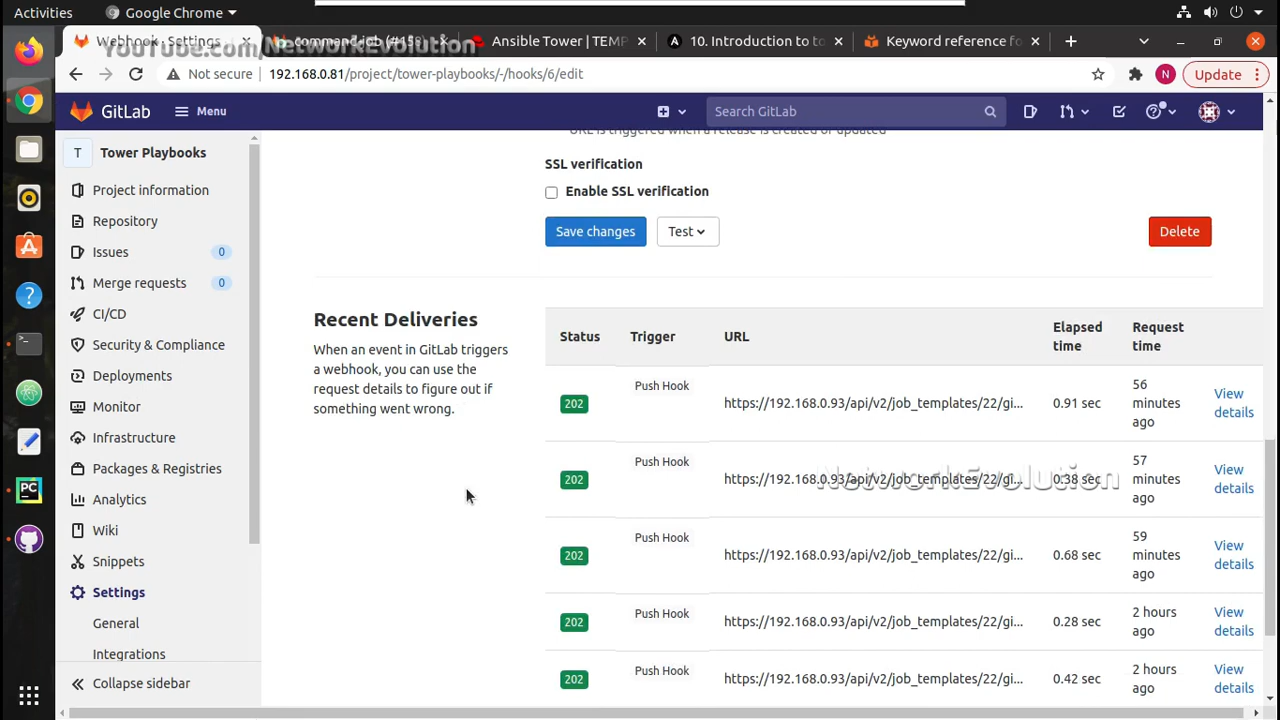 Activities
Google Chrome
Webhook · Settings
command-job (#159)
Ansible Tower | TEMP
10. Introduction to to
Keyword reference fo
YouTube.com/NetworkEvolution
Not secure
192.168.0.81/project/tower-playbooks/-/hooks/6/edit
N
Update
GitLab
Menu
Search GitLab
T
Tower Playbooks
Project information
Repository
Issues
0
Merge requests
0
CI/CD
Security & Compliance
Deployments
Monitor
Infrastructure
Packages & Registries
Analytics
Wiki
Snippets
Settings
General
Integrations
Collapse sidebar
URL is triggered when a release is created or updated
SSL verification
Enable SSL verification
Save changes
Test
Delete
Recent Deliveries
When an event in GitLab triggers
a webhook, you can use the
request details to figure out if
something went wrong.
Status Trigger URL Elapsed time Request time
202 Push Hook https://192.168.0.93/api/v2/job_templates/22/gi... 0.91 sec 56 minutes ago View details
202 Push Hook https://192.168.0.93/api/v2/job_templates/22/gi... 0.38 sec 57 minutes ago View details
NetworkEvolution
202 Push Hook https://192.168.0.93/api/v2/job_templates/22/gi... 0.68 sec 59 minutes ago View details
202 Push Hook https://192.168.0.93/api/v2/job_templates/22/gi... 0.28 sec 2 hours ago View details
202 Push Hook https://192.168.0.93/api/v2/job_templates/22/gi... 0.42 sec 2 hours ago View details